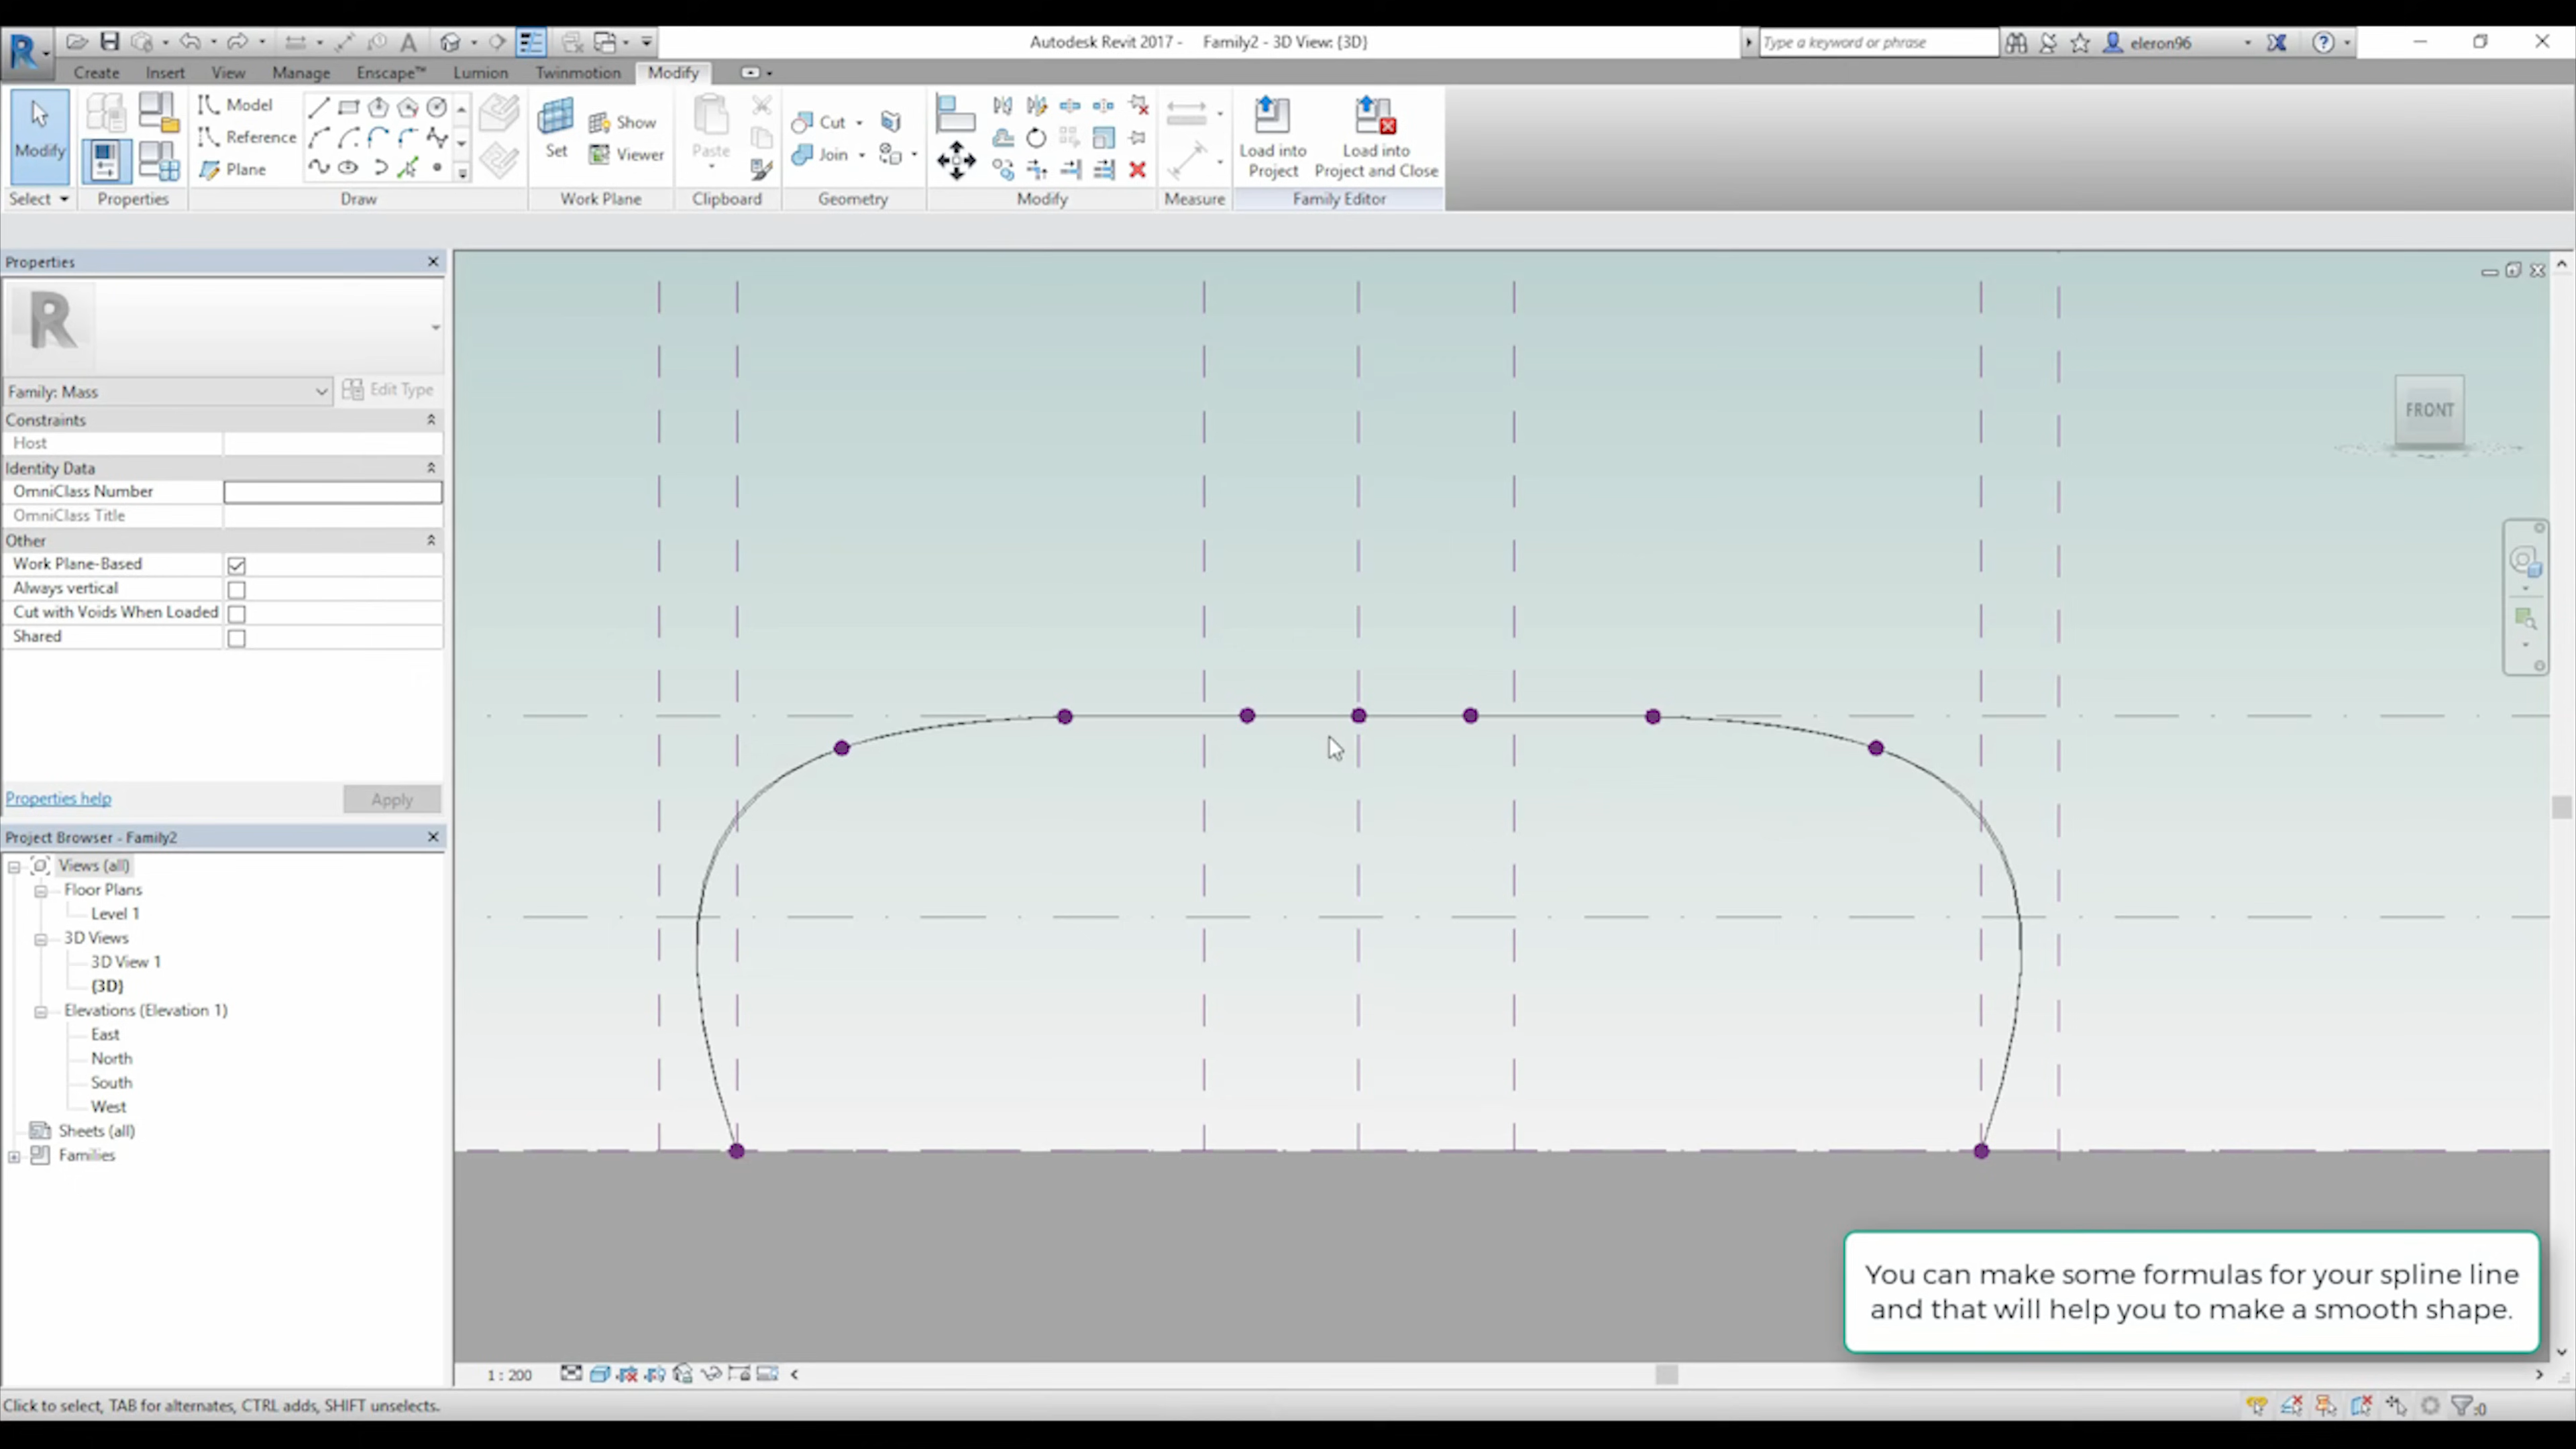 Autodesk Revit 2017 - Family2 - 3D View: {3D}
Type a keyword or phrase
eleron96
Create Insert View Manage Enscape™ Lumion Twinmotion Modify
Modify
Model
Reference
Plane
Set
Show
Viewer
Paste
Cut
Join
Load into
Project
Load into
Project and Close
Select Properties Draw Work Plane Clipboard Geometry Modify Measure Family Editor
Properties
R
Family: Mass
Edit Type
Constraints
Host
Identity Data
OmniClass Number
OmniClass Title
Other
Work Plane-Based
Always vertical
Cut with Voids When Loaded
Shared
Properties help
Apply
Project Browser - Family2
Views (all)
Floor Plans
Level 1
3D Views
3D View 1
{3D}
Elevations (Elevation 1)
East
North
South
West
Sheets (all)
Families
FRONT
You can make some formulas for your spline line
and that will help you to make a smooth shape.
1 : 200
Click to select, TAB for alternates, CTRL adds, SHIFT unselects.
:0